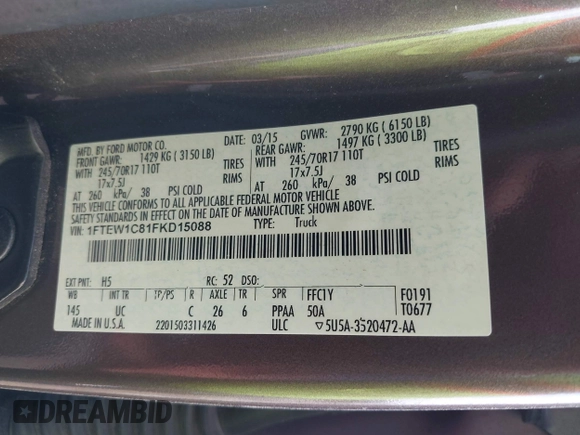 MFD. BY FORD MOTOR CO.
DATE: 03/15 GVWR: 2790 KG ( 6150 LB)
FRONT GAWR: 1429 KG ( 3150 LB)
REAR GAWR: 1497 KG ( 3300 LB)
WITH 245/70R17 110T TIRES
WITH 245/70R17 110T TIRES
17x7.5J RIMS
17x7.5J RIMS
AT 260 kPa/ 38 PSI COLD
AT 260 kPa/ 38 PSI COLD
THIS VEHICLE CONFORMS TO ALL APPLICABLE FEDERAL MOTOR VEHICLE
SAFETY STANDARDS IN EFFECT ON THE DATE OF MANUFACTURE SHOWN ABOVE.
VIN: 1FTEW1C81FKD15088 TYPE: Truck
EXT PNT: H5 RC: 52 DSO:
WB INT TR TP/PS R AXLE TR SPR FFC1Y F0191
145 UC C 26 6 PPAA 50A T0677
MADE IN U.S.A. 2201503311426 ULC ▽5U5A-3520472-AA
DREAMBID